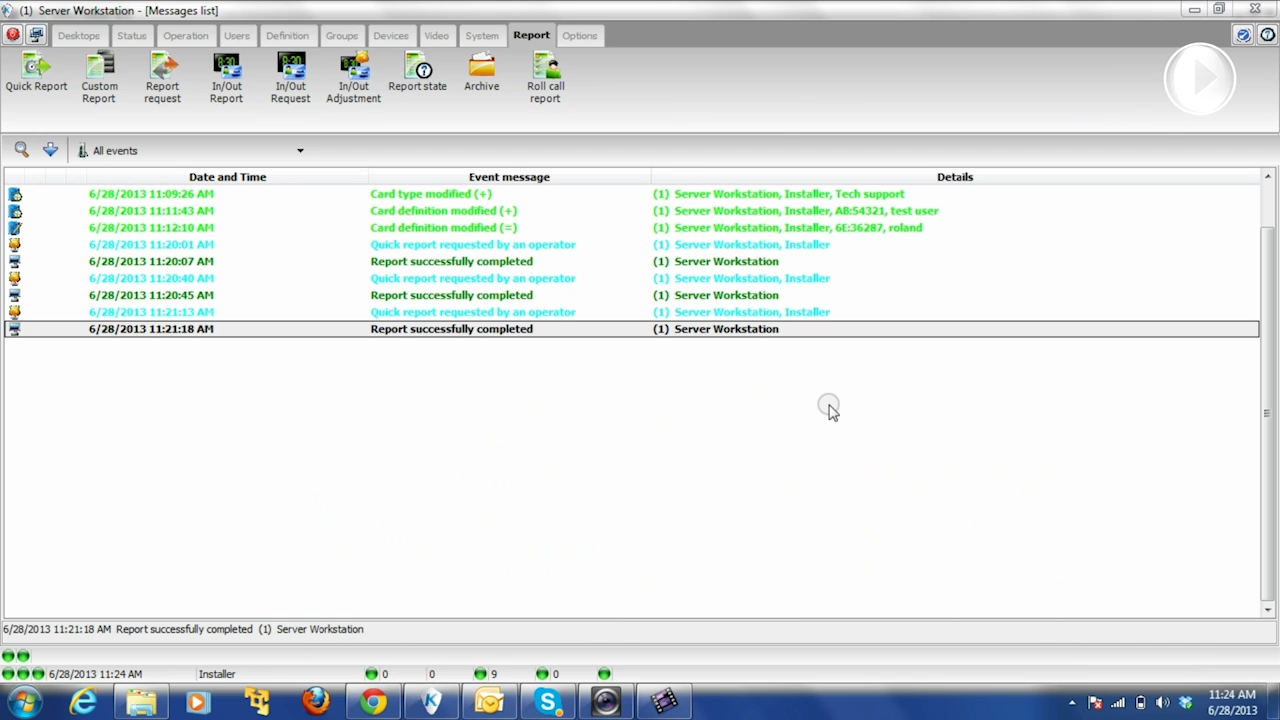 (1) Server Workstation - [Messages list]
Desktops Status Operation Users Definition Groups Devices Video System Report Options
Quick Report Custom Report Report request In/Out Report In/Out Request In/Out Adjustment Report state Archive Roll call report
All events
Date and Time Event message Details
6/28/2013 11:09:26 AM Card type modified (+) (1) Server Workstation, Installer, Tech support
6/28/2013 11:11:43 AM Card definition modified (+) (1) Server Workstation, Installer, AB:54321, test user
6/28/2013 11:12:10 AM Card definition modified (=) (1) Server Workstation, Installer, 6E:36287, roland
6/28/2013 11:20:01 AM Quick report requested by an operator (1) Server Workstation, Installer
6/28/2013 11:20:07 AM Report successfully completed (1) Server Workstation
6/28/2013 11:20:40 AM Quick report requested by an operator (1) Server Workstation, Installer
6/28/2013 11:20:45 AM Report successfully completed (1) Server Workstation
6/28/2013 11:21:13 AM Quick report requested by an operator (1) Server Workstation, Installer
6/28/2013 11:21:18 AM Report successfully completed (1) Server Workstation
6/28/2013 11:21:18 AM Report successfully completed (1) Server Workstation
6/28/2013 11:24 AM Installer 0 0 9 0
11:24 AM
6/28/2013